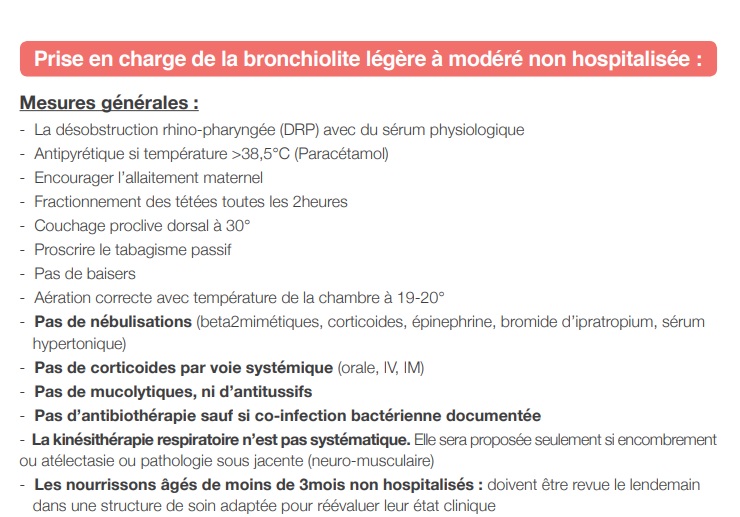 Prise en charge de la bronchiolite légère à modéré non hospitalisée :
Mesures générales :
- La désobstruction rhino-pharyngée (DRP) avec du sérum physiologique
- Antipyrétique si température >38,5°C (Paracétamol)
- Encourager l'allaitement maternel
- Fractionnement des tétées toutes les 2heures
- Couchage proclive dorsal à 30°
- Proscrire le tabagisme passif
- Pas de baisers
- Aération correcte avec température de la chambre à 19-20°
- Pas de nébulisations (beta2mimétiques, corticoides, épinephrine, bromide d'ipratropium, sérum
hypertonique)
- Pas de corticoides par voie systémique (orale, IV, IM)
- Pas de mucolytiques, ni d'antitussifs
- Pas d'antibiothérapie sauf si co-infection bactérienne documentée
- La kinésithérapie respiratoire n'est pas systématique. Elle sera proposée seulement si encombrement
ou atélectasie ou pathologie sous jacente (neuro-musculaire)
- Les nourrissons âgés de moins de 3mois non hospitalisés : doivent être revue le lendemain
dans une structure de soin adaptée pour réévaluer leur état clinique